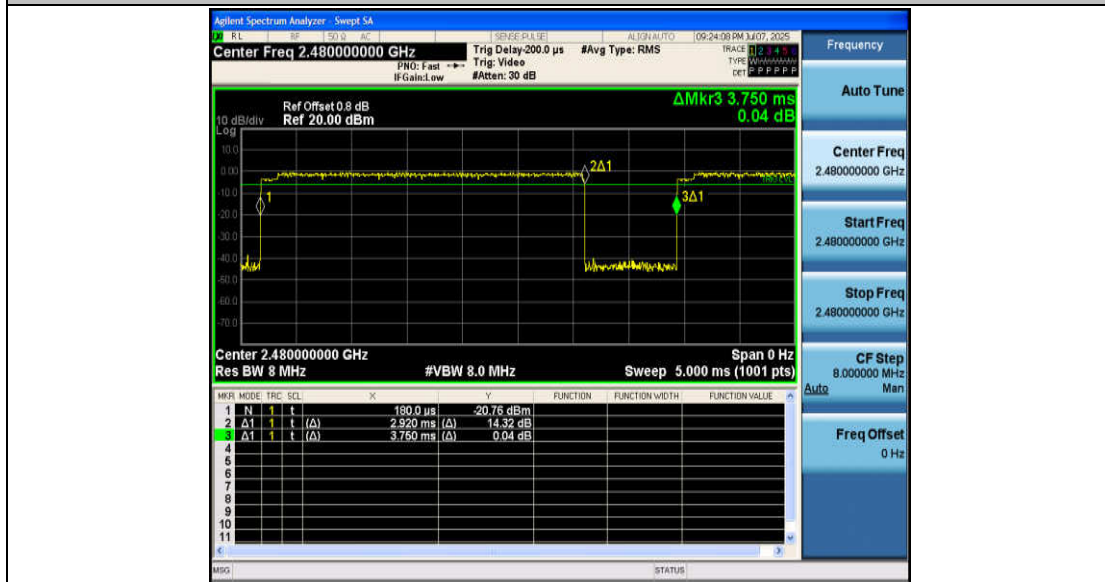 Agilent Spectrum Analyzer - Swept SA
RL RF 50 Ω AC SENSE:PULSE ALIGN AUTO 09:24:08 PM Jul 07, 2025
Center Freq 2.480000000 GHz Trig Delay-200.0 µs #Avg Type: RMS TRACE 1 2 3 4 5 6
PNO: Fast Trig: Video TYPE
IFGain:Low #Atten: 30 dB DET P P P P P P
Frequency
Auto Tune
Center Freq
2.480000000 GHz
Start Freq
2.480000000 GHz
Stop Freq
2.480000000 GHz
CF Step
8.000000 MHz
Auto Man
Freq Offset
0 Hz
ΔMkr3 3.750 ms
0.04 dB
Ref Offset 0.8 dB
10 dB/div Ref 20.00 dBm
Log
10.0
0.00
-10.0
-20.0
-30.0
-40.0
-50.0
-60.0
-70.0
1
2Δ1
3Δ1
TRIG LVL
Center 2.480000000 GHz Span 0 Hz
Res BW 8 MHz #VBW 8.0 MHz Sweep 5.000 ms (1001 pts)
MKR MODE TRC SCL X Y FUNCTION FUNCTION WIDTH FUNCTION VALUE
1 N 1 t 180.0 µs -20.76 dBm
2 Δ1 1 t (Δ) 2.920 ms (Δ) 14.32 dB
3 Δ1 1 t (Δ) 3.750 ms (Δ) 0.04 dB
4
5
6
7
8
9
10
11
MSG STATUS